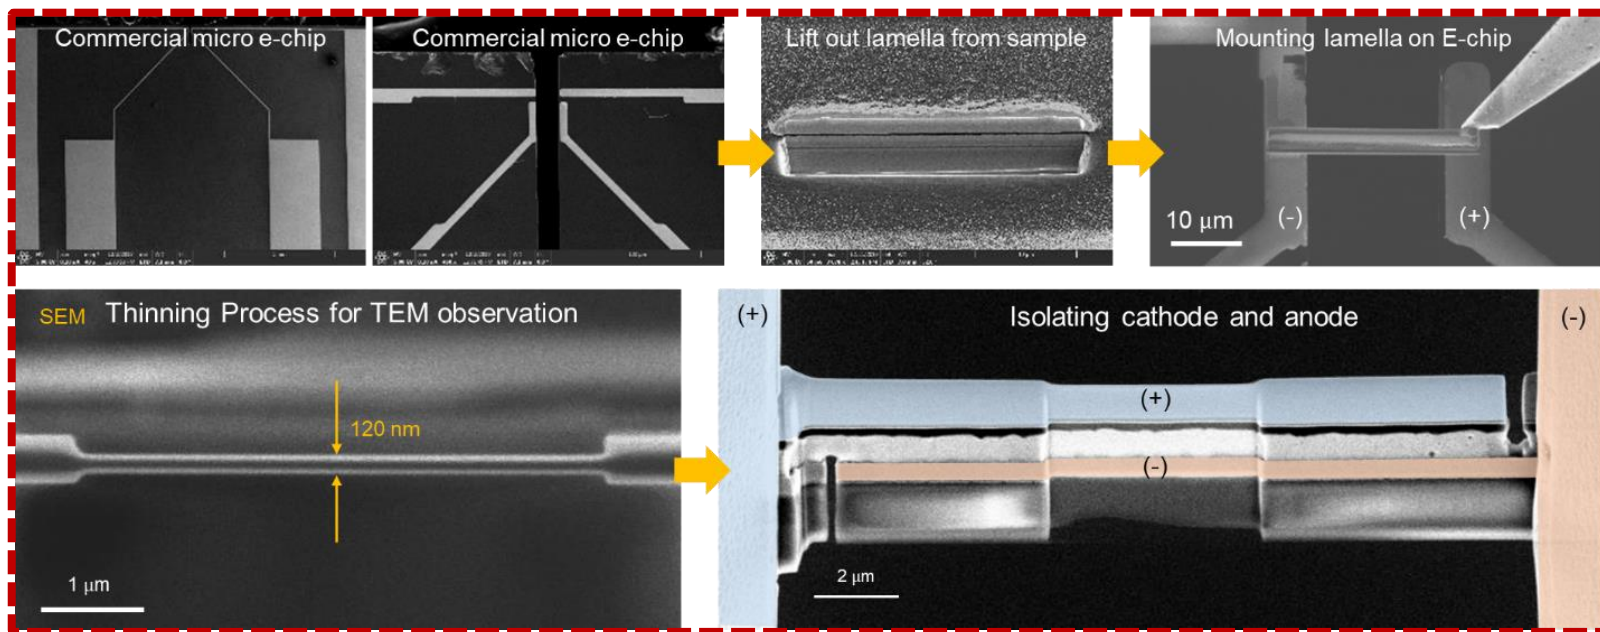 Commercial micro e-chip
Commercial micro e-chip
Lift out lamella from sample
Mounting lamella on E-chip
10 μm
(-)
(+)
SEM
Thinning Process for TEM observation
120 nm
1 μm
(+)
Isolating cathode and anode
(-)
(+)
(-)
2 μm